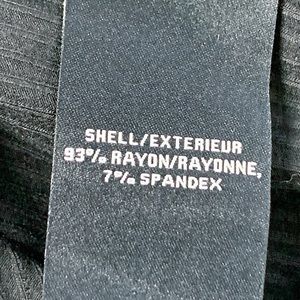 SHELL/EXTERIEUR
93% RAYON/RAYONNE,
7% SPANDEX